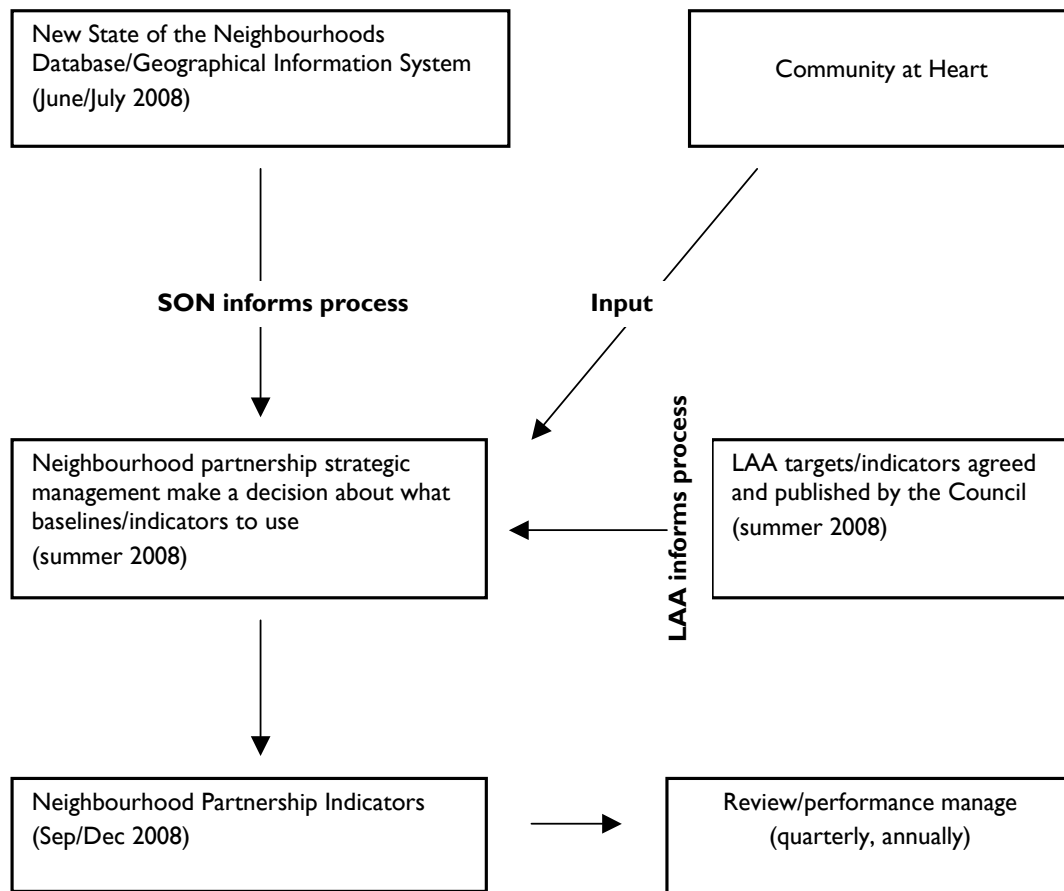 New State of the Neighbourhoods
Database/Geographical Information System
(June/July 2008)
Community at Heart
SON informs process
Input
Neighbourhood partnership strategic
management make a decision about what
baselines/indicators to use
(summer 2008)
LAA informs process
LAA targets/indicators agreed
and published by the Council
(summer 2008)
Neighbourhood Partnership Indicators
(Sep/Dec 2008)
Review/performance manage
(quarterly, annually)